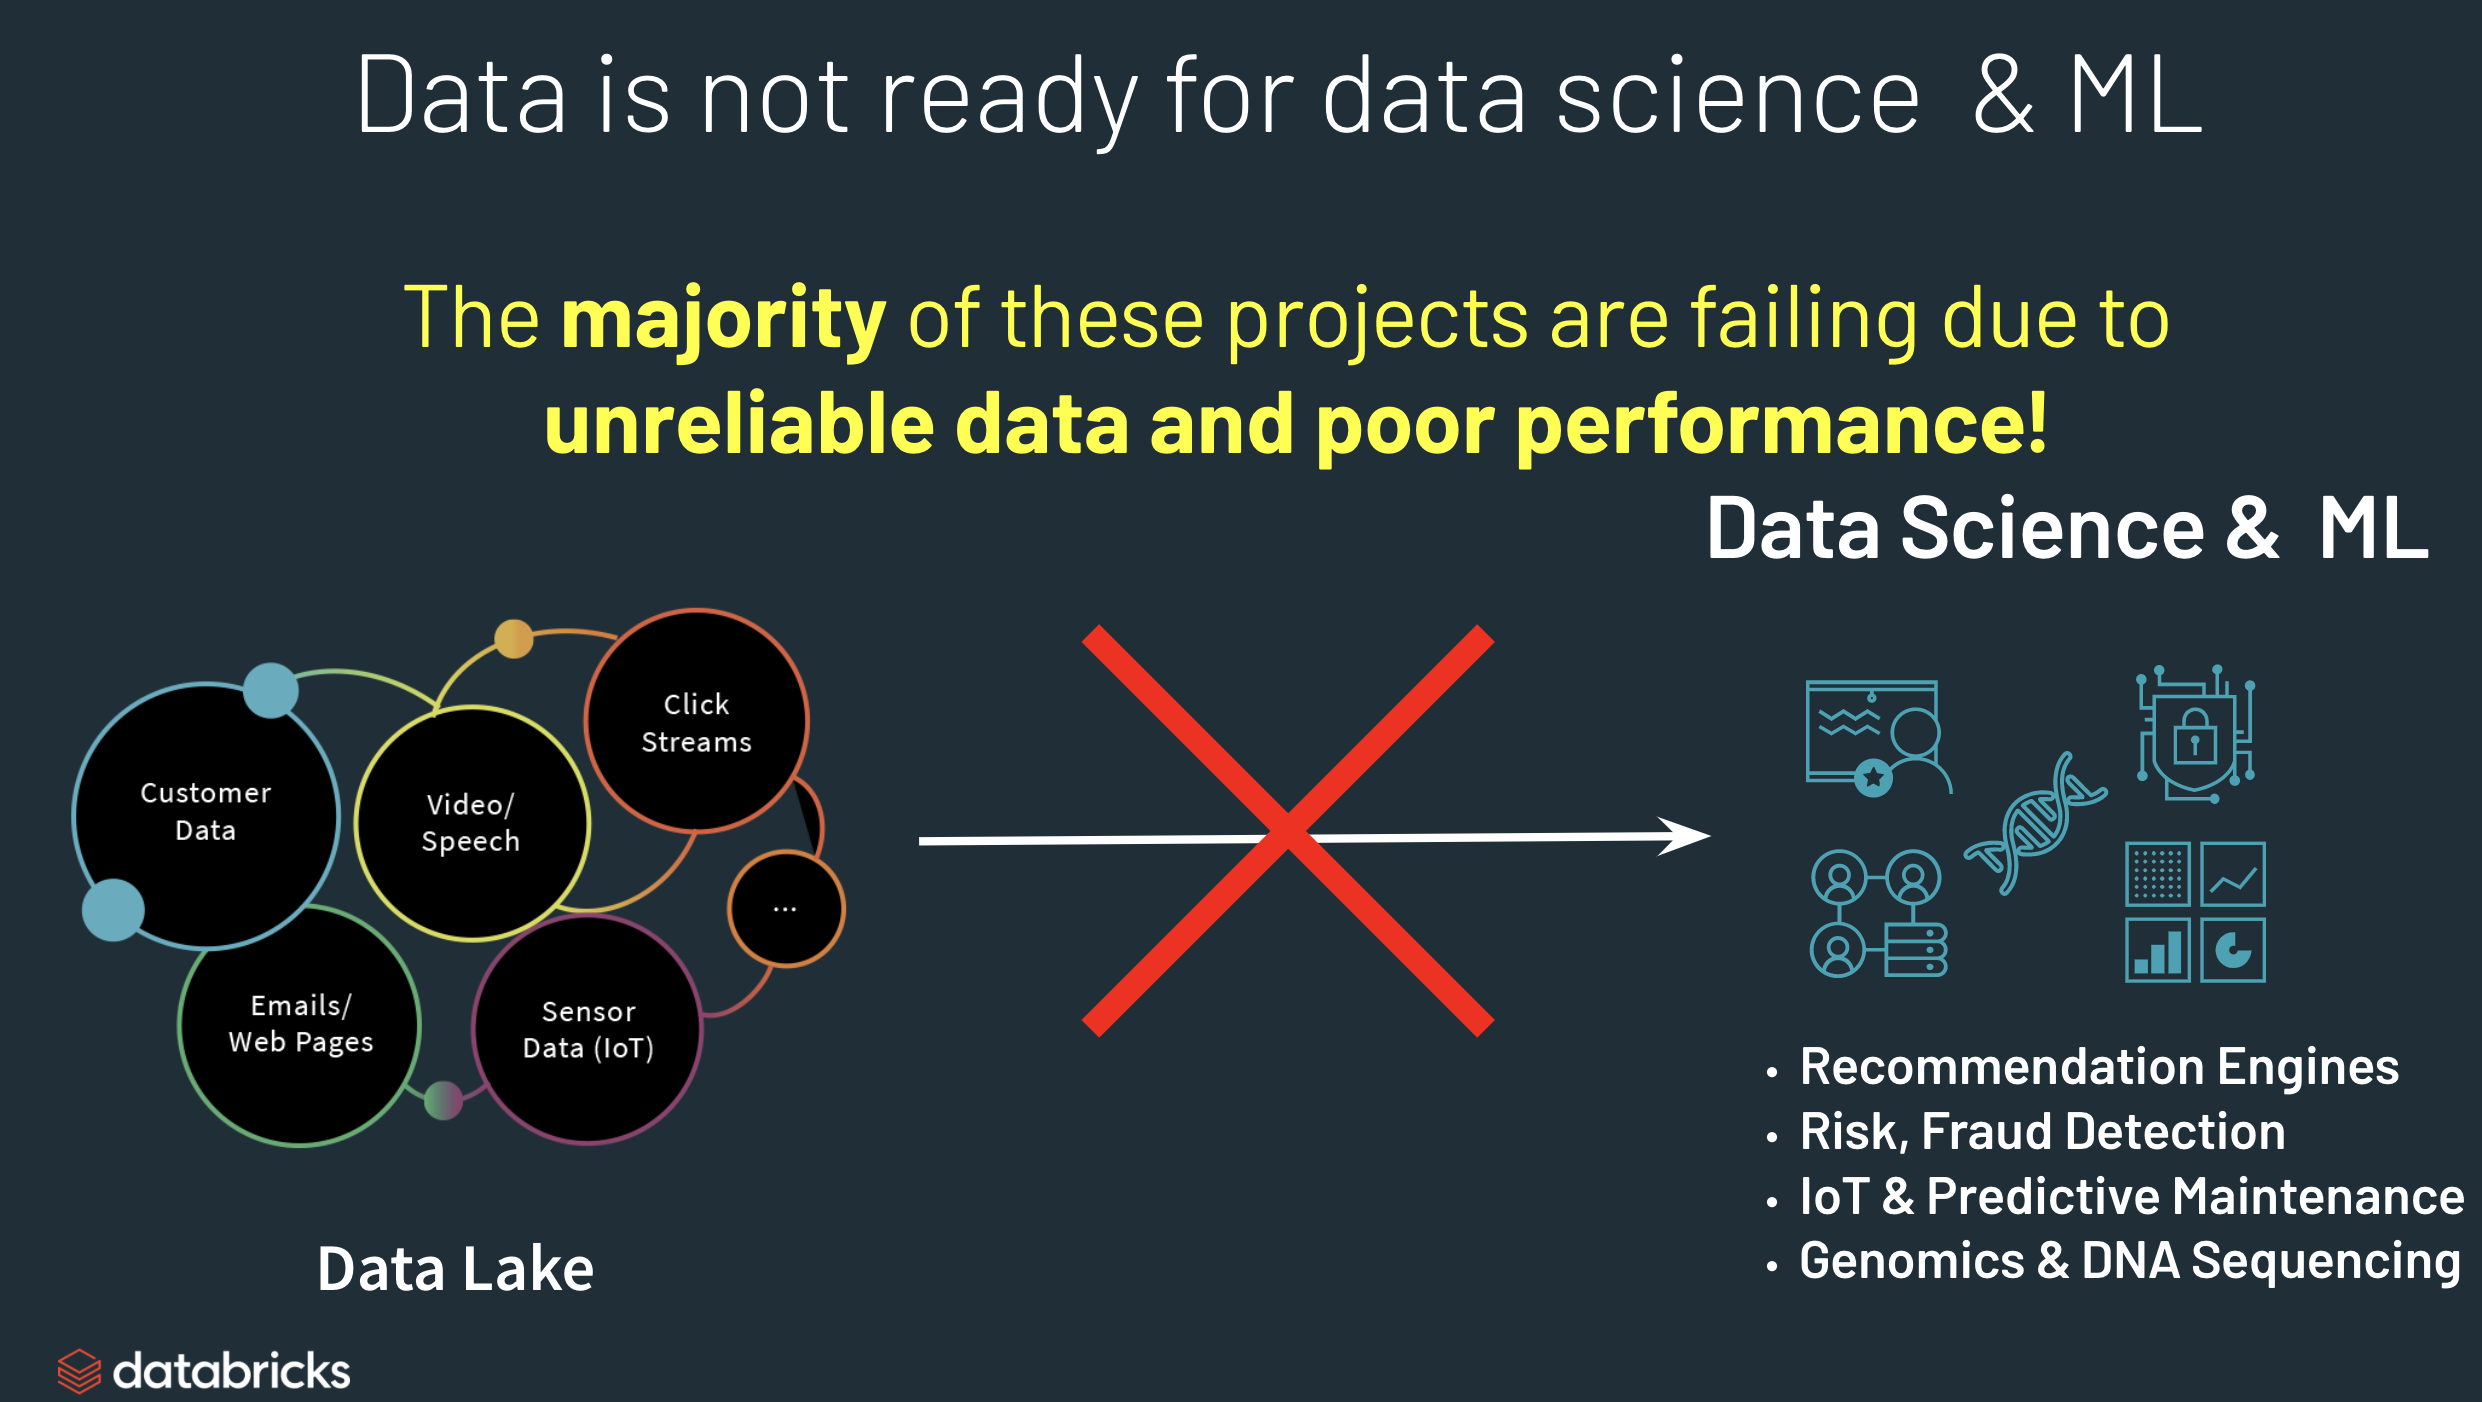 Data is not ready for data science & ML
The majority of these projects are failing due to
unreliable data and poor performance!
Data Science & ML
Click
Streams
Customer
Data
Video/
Speech
...
Emails/
Web Pages
Sensor
Data (IoT)
Data Lake
• Recommendation Engines
• Risk, Fraud Detection
• IoT & Predictive Maintenance
• Genomics & DNA Sequencing
databricks